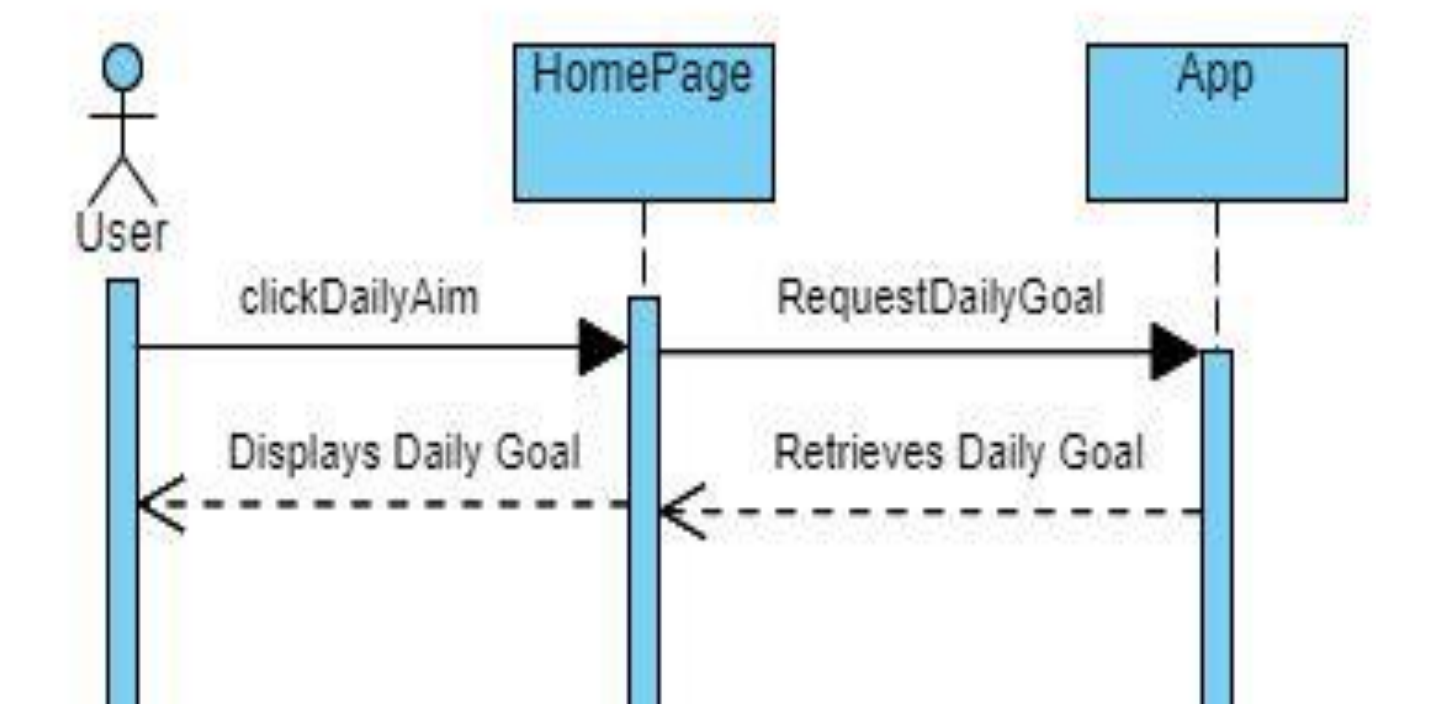 HomePage
App
User
clickDailyAim
RequestDailyGoal
Displays Daily Goal
Retrieves Daily Goal